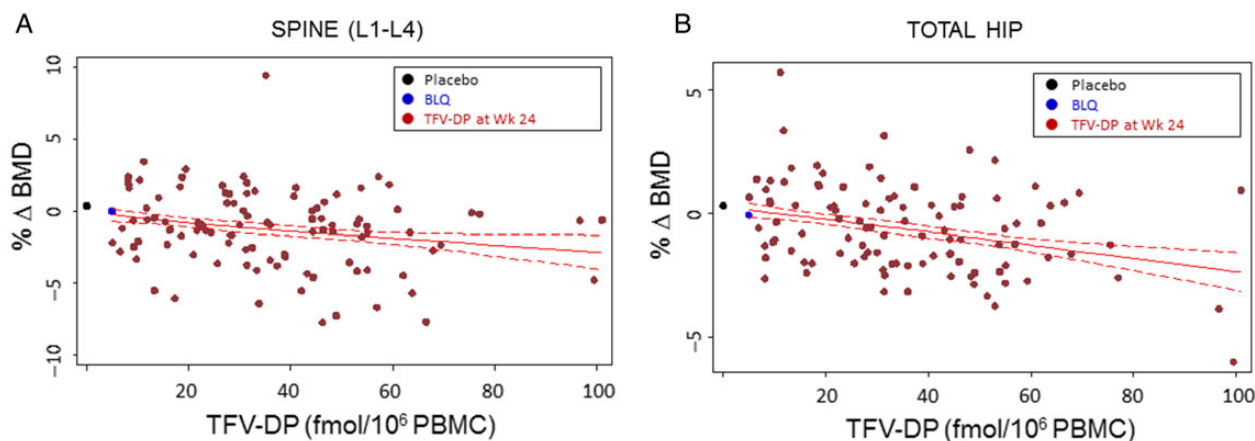 A
SPINE (L1-L4)
Placebo
BLQ
TFV-DP at Wk 24
10
5
0
−5
−10
% Δ BMD
20
40
60
80
100
TFV-DP (fmol/10⁶ PBMC)
B
TOTAL HIP
Placebo
BLQ
TFV-DP at Wk 24
5
0
−5
% Δ BMD
20
40
60
80
100
TFV-DP (fmol/10⁶ PBMC)